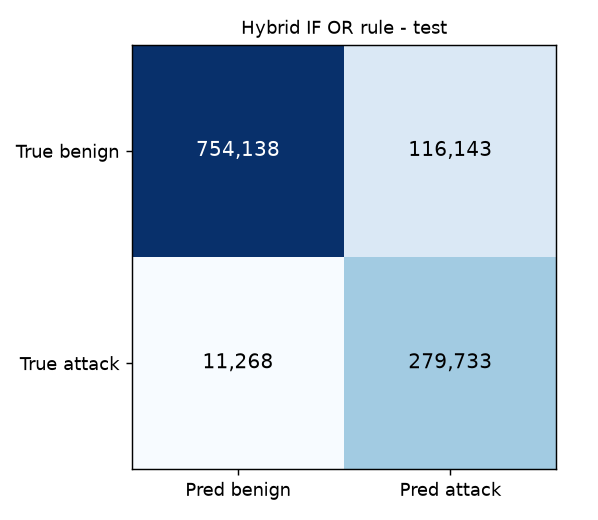 Hybrid IF OR rule - test
True benign
754,138
116,143
True attack
11,268
279,733
Pred benign
Pred attack